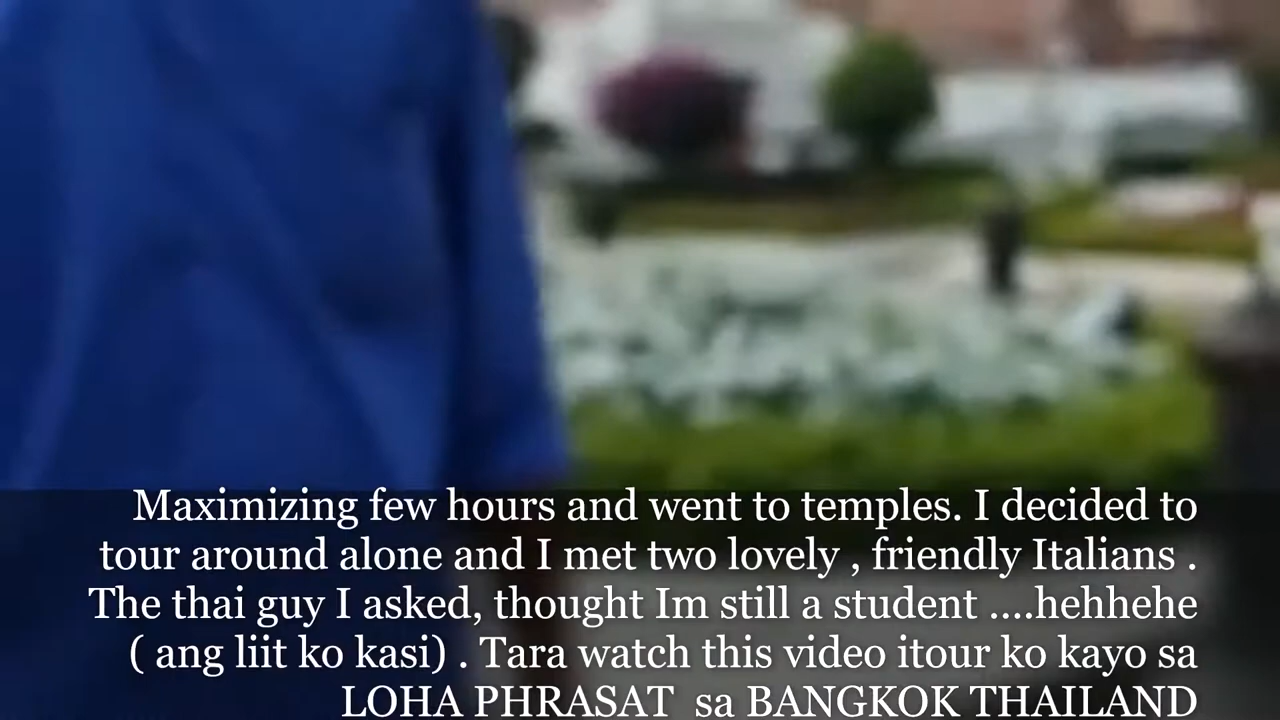 Maximizing few hours and went to temples. I decided to
tour around alone and I met two lovely , friendly Italians .
The thai guy I asked, thought Im still a student ....hehhehe
( ang liit ko kasi) . Tara watch this video itour ko kayo sa
LOHA PHRASAT sa BANGKOK THAILAND